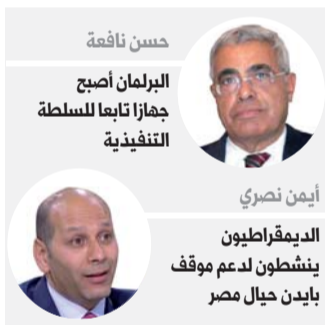 حسن نافعة
البرلمان أصبح
جهازا تابعا للسلطة
التنفيذية
أيمن نصري
الديمقراطيون
ينشطون لدعم موقف
بايدن حيال مصر